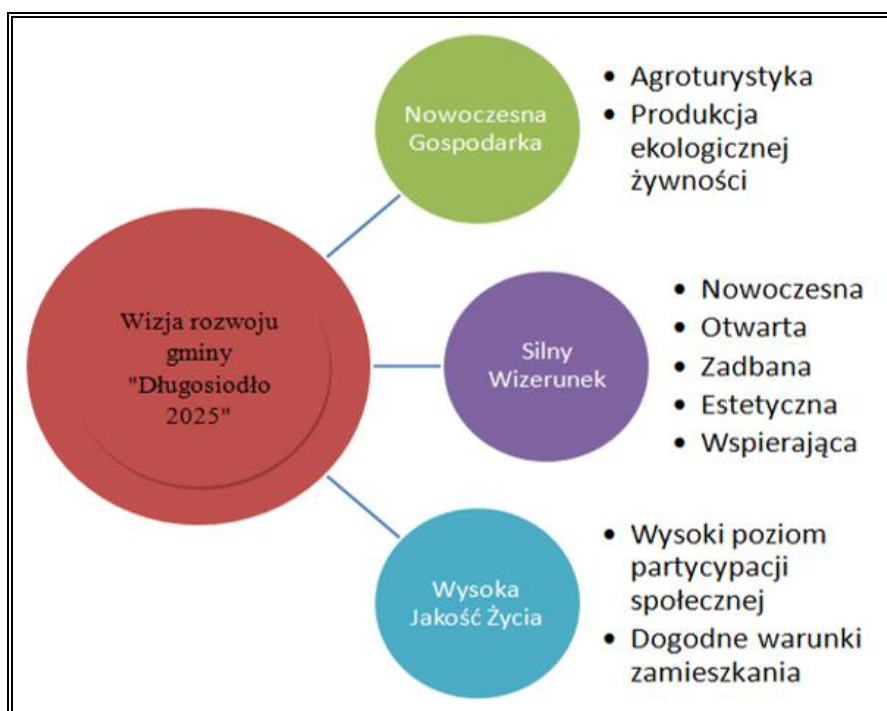 Wizja rozwoju
gminy
"Długosiodło
2025"
Nowoczesna
Gospodarka
• Agroturystyka
• Produkcja
ekologicznej
żywności
Silny
Wizerunek
• Nowoczesna
• Otwarta
• Zadbana
• Estetyczna
• Wspierająca
Wysoka
Jakość Życia
• Wysoki poziom
partycypacji
społecznej
• Dogodne warunki
zamieszkania